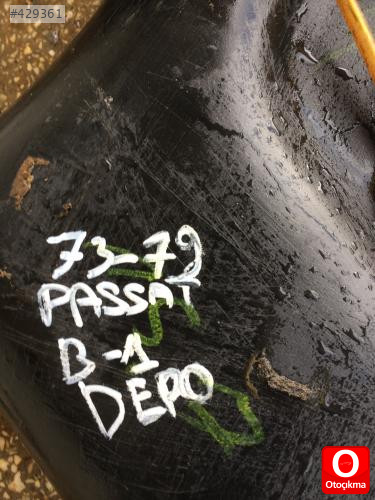 #429361
73-79
PASSAT
B-1
DEPO
Otoçıkma